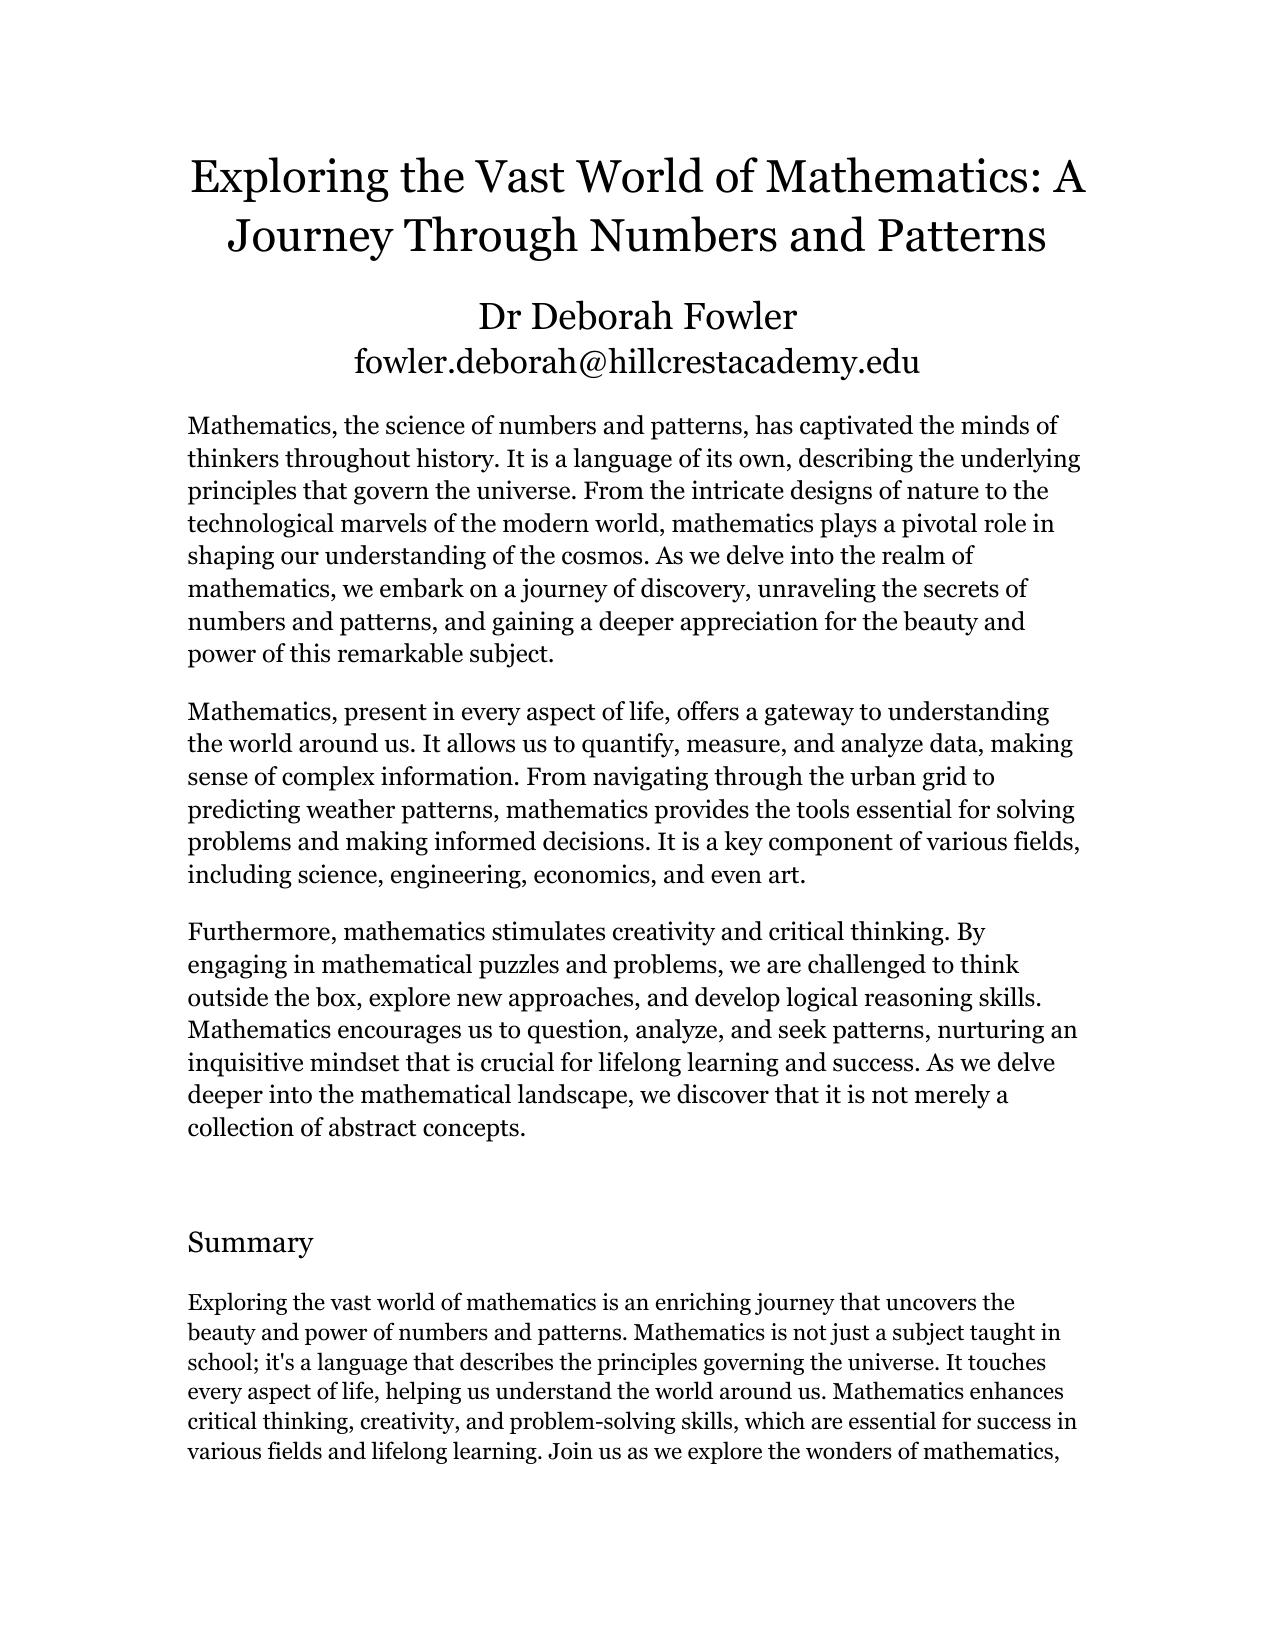 Exploring the Vast World of Mathematics: A
Journey Through Numbers and Patterns
Dr Deborah Fowler
fowler.deborah@hillcrestacademy.edu
Mathematics, the science of numbers and patterns, has captivated the minds of
thinkers throughout history. It is a language of its own, describing the underlying
principles that govern the universe. From the intricate designs of nature to the
technological marvels of the modern world, mathematics plays a pivotal role in
shaping our understanding of the cosmos. As we delve into the realm of
mathematics, we embark on a journey of discovery, unraveling the secrets of
numbers and patterns, and gaining a deeper appreciation for the beauty and
power of this remarkable subject.
Mathematics, present in every aspect of life, offers a gateway to understanding
the world around us. It allows us to quantify, measure, and analyze data, making
sense of complex information. From navigating through the urban grid to
predicting weather patterns, mathematics provides the tools essential for solving
problems and making informed decisions. It is a key component of various fields,
including science, engineering, economics, and even art.
Furthermore, mathematics stimulates creativity and critical thinking. By
engaging in mathematical puzzles and problems, we are challenged to think
outside the box, explore new approaches, and develop logical reasoning skills.
Mathematics encourages us to question, analyze, and seek patterns, nurturing an
inquisitive mindset that is crucial for lifelong learning and success. As we delve
deeper into the mathematical landscape, we discover that it is not merely a
collection of abstract concepts.
Summary
Exploring the vast world of mathematics is an enriching journey that uncovers the
beauty and power of numbers and patterns. Mathematics is not just a subject taught in
school; it's a language that describes the principles governing the universe. It touches
every aspect of life, helping us understand the world around us. Mathematics enhances
critical thinking, creativity, and problem-solving skills, which are essential for success in
various fields and lifelong learning. Join us as we explore the wonders of mathematics,